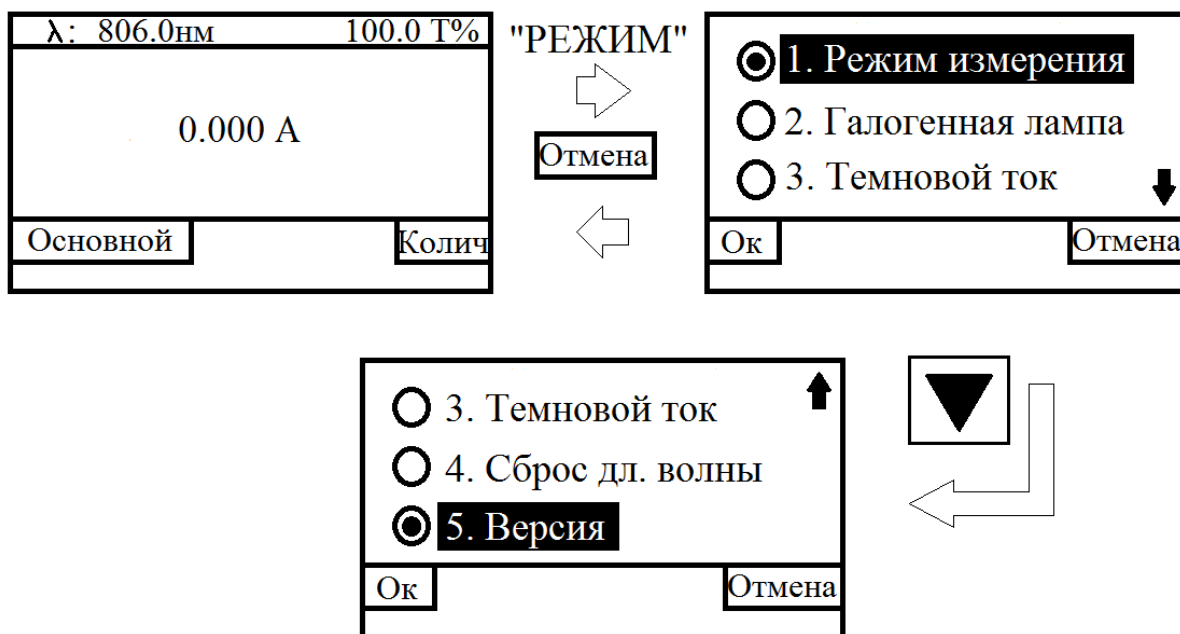 λ: 806.0нм 100.0 Т%
0.000 А
Основной Колич
"РЕЖИМ"
Отмена
1. Режим измерения
2. Галогенная лампа
3. Темновой ток
Ок Отмена
3. Темновой ток
4. Сброс дл. волны
5. Версия
Ок Отмена